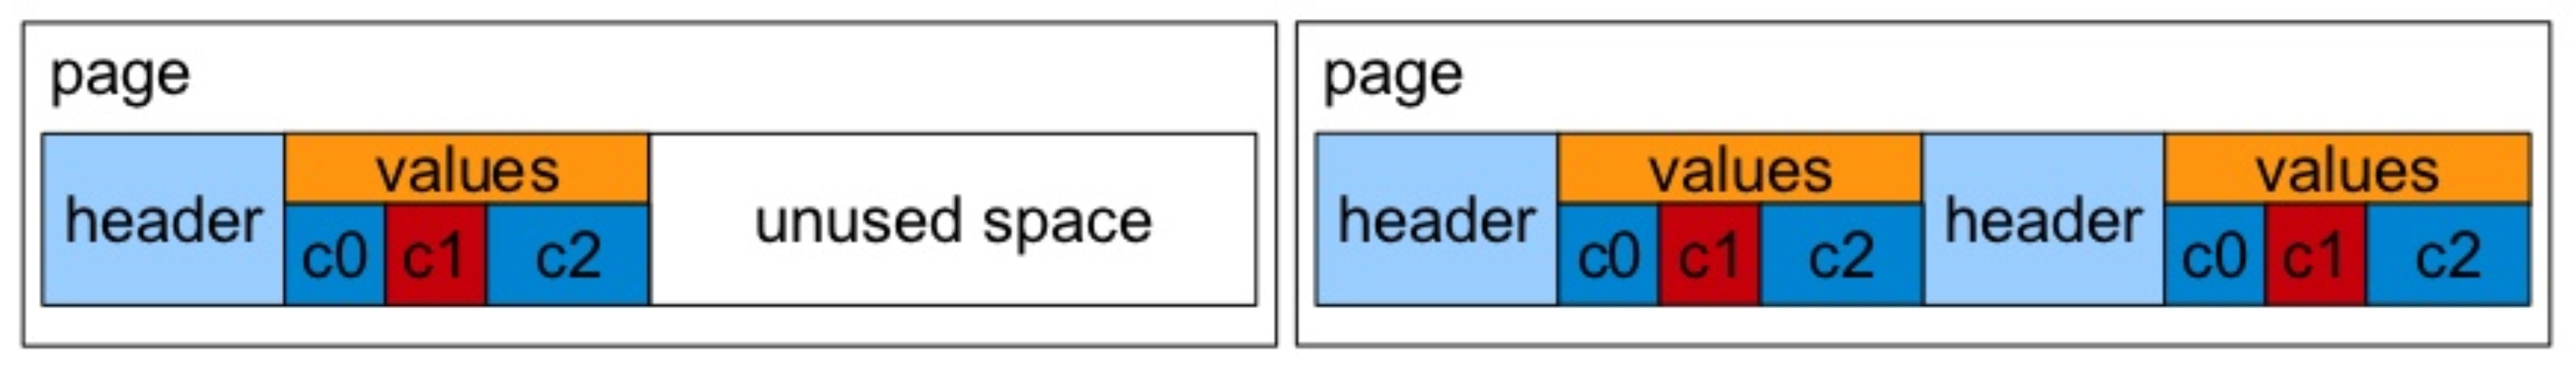 page
header
values
c0 c1 c2
unused space
page
header
values
c0 c1 c2
header
values
c0 c1 c2